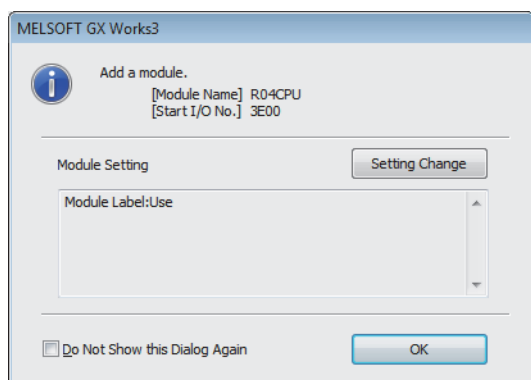 MELSOFT GX Works3
Add a module.
[Module Name] R04CPU
[Start I/O No.] 3E00
Module Setting
Setting Change
Module Label:Use
Do Not Show this Dialog Again
OK